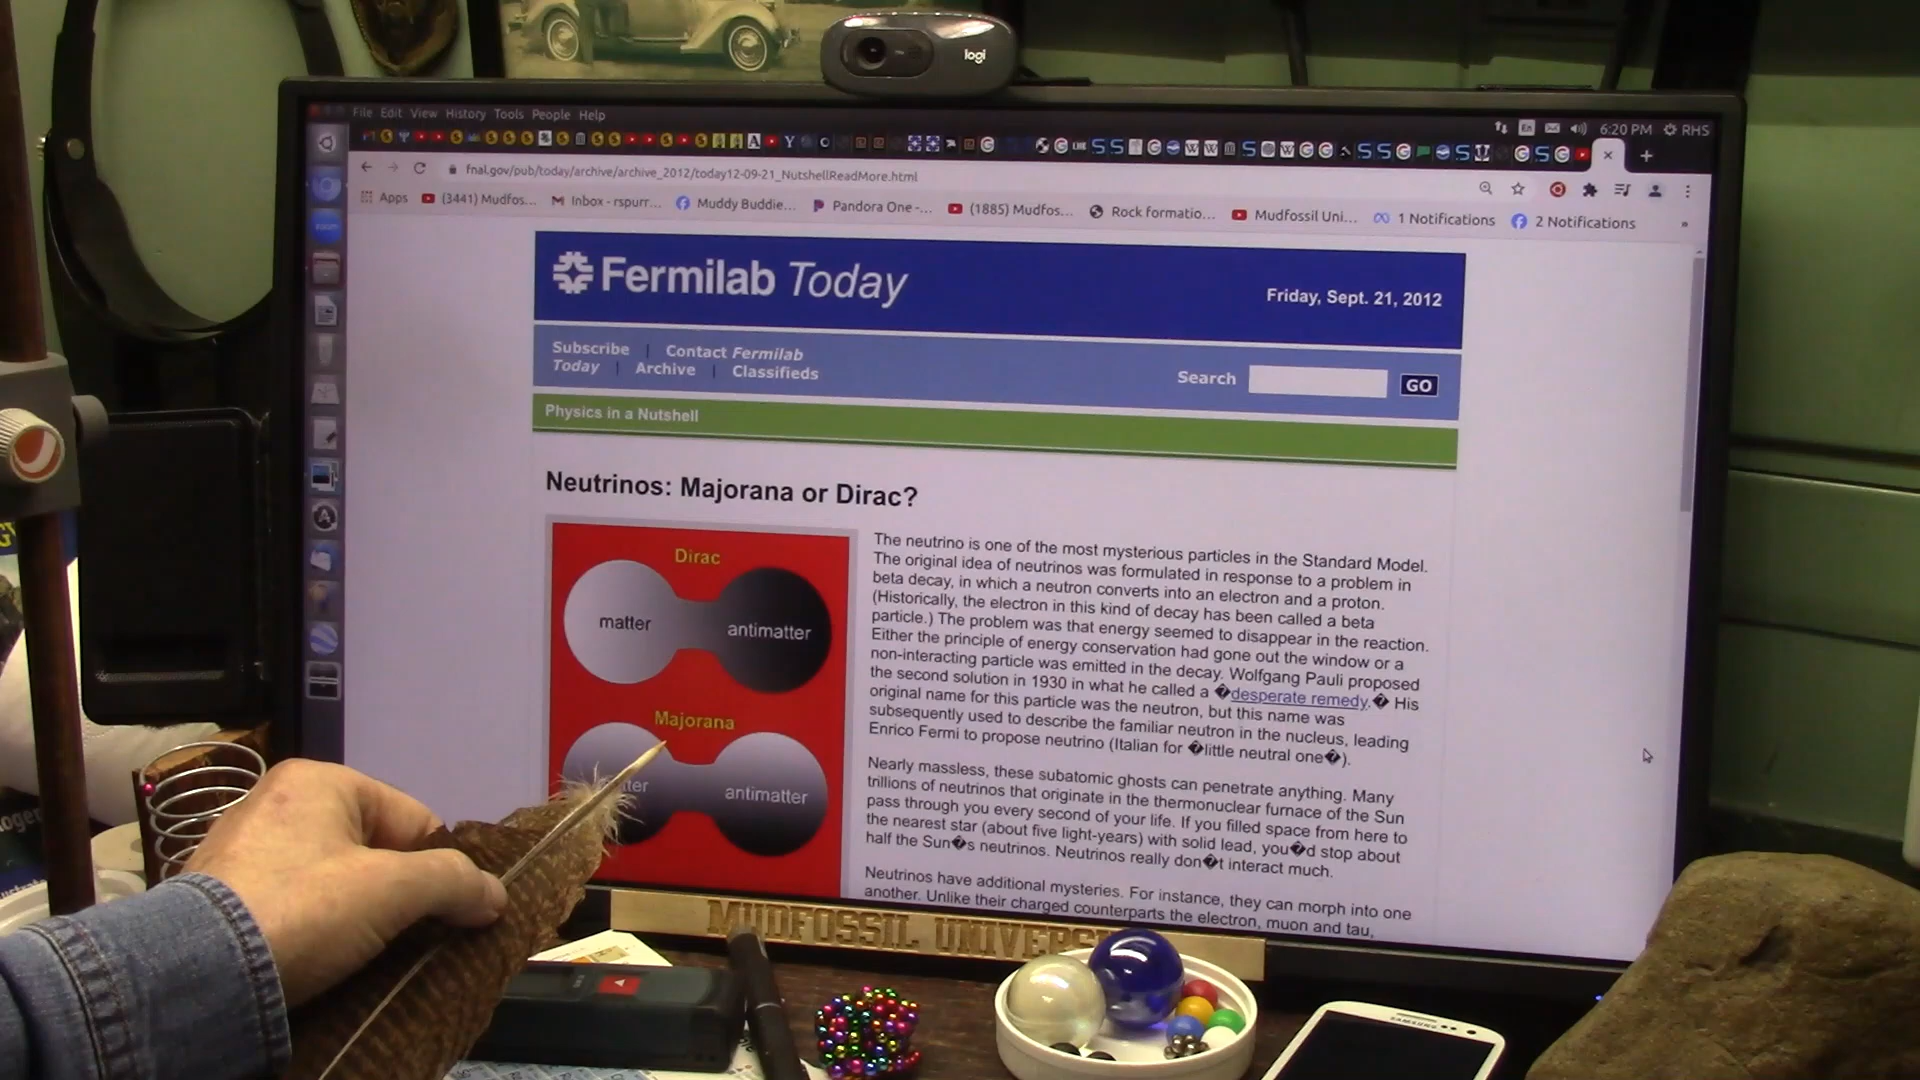 logi
File Edit View History Tools People Help
6:20 PM RHS
fnal.gov/pub/today/archive/archive_2012/today12-09-21_NutshellReadMore.html
Apps (3441) Mudfos... Inbox - rspurr... Muddy Buddie... Pandora One -... (1885) Mudfos... Rock formatio... Mudfossil Uni... 1 Notifications 2 Notifications »
Fermilab Today
Friday, Sept. 21, 2012
Subscribe | Contact Fermilab
Today | Archive | Classifieds
Search GO
Physics in a Nutshell
Neutrinos: Majorana or Dirac?
Dirac
matter antimatter
Majorana
tter antimatter
The neutrino is one of the most mysterious particles in the Standard Model.
The original idea of neutrinos was formulated in response to a problem in
beta decay, in which a neutron converts into an electron and a proton.
(Historically, the electron in this kind of decay has been called a beta
particle.) The problem was that energy seemed to disappear in the reaction.
Either the principle of energy conservation had gone out the window or a
non-interacting particle was emitted in the decay. Wolfgang Pauli proposed
the second solution in 1930 in what he called a �desperate remedy.� His
original name for this particle was the neutron, but this name was
subsequently used to describe the familiar neutron in the nucleus, leading
Enrico Fermi to propose neutrino (Italian for �little neutral one�).
Nearly massless, these subatomic ghosts can penetrate anything. Many
trillions of neutrinos that originate in the thermonuclear furnace of the Sun
pass through you every second of your life. If you filled space from here to
the nearest star (about five light-years) with solid lead, you�d stop about
half the Sun�s neutrinos. Neutrinos really don�t interact much.
Neutrinos have additional mysteries. For instance, they can morph into one
another. Unlike their charged counterparts the electron, muon and tau,
MUDFOSSIL UNIVERS
SAMSUNG